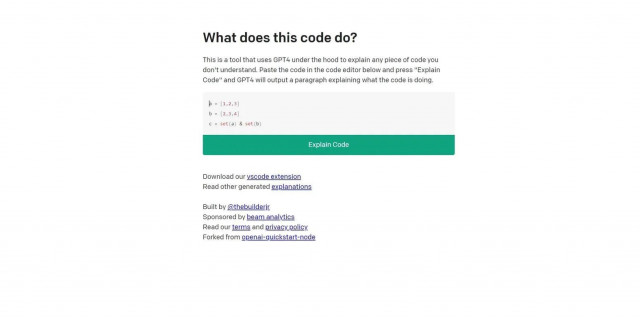 What does this code do?
This is a tool that uses GPT4 under the hood to explain any piece of code you
don't understand. Paste the code in the code editor below and press "Explain
Code" and GPT4 will output a paragraph explaining what the code is doing.
a = [1,2,3]
b = [2,3,4]
c = set(a) & set(b)
Explain Code
Download our vscode extension
Read other generated explanations
Built by @thebuilderjr
Sponsored by beam analytics
Read our terms and privacy policy
Forked from openai-quickstart-node